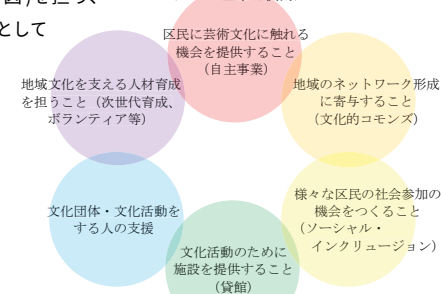 を担つ、
として
区民に芸術文化に触れる
機会を提供すること
（自主事業）
地域文化を支える人材育成
を担うこと（次世代育成、
ボランティア等）
地域のネットワーク形成
に寄与すること
（文化的コモンズ）
文化団体・文化活動を
する人の支援
様々な区民の社会参加の
機会をつくること
（ソーシャル・
インクリュージョン）
文化活動のために
施設を提供すること
（貸館）